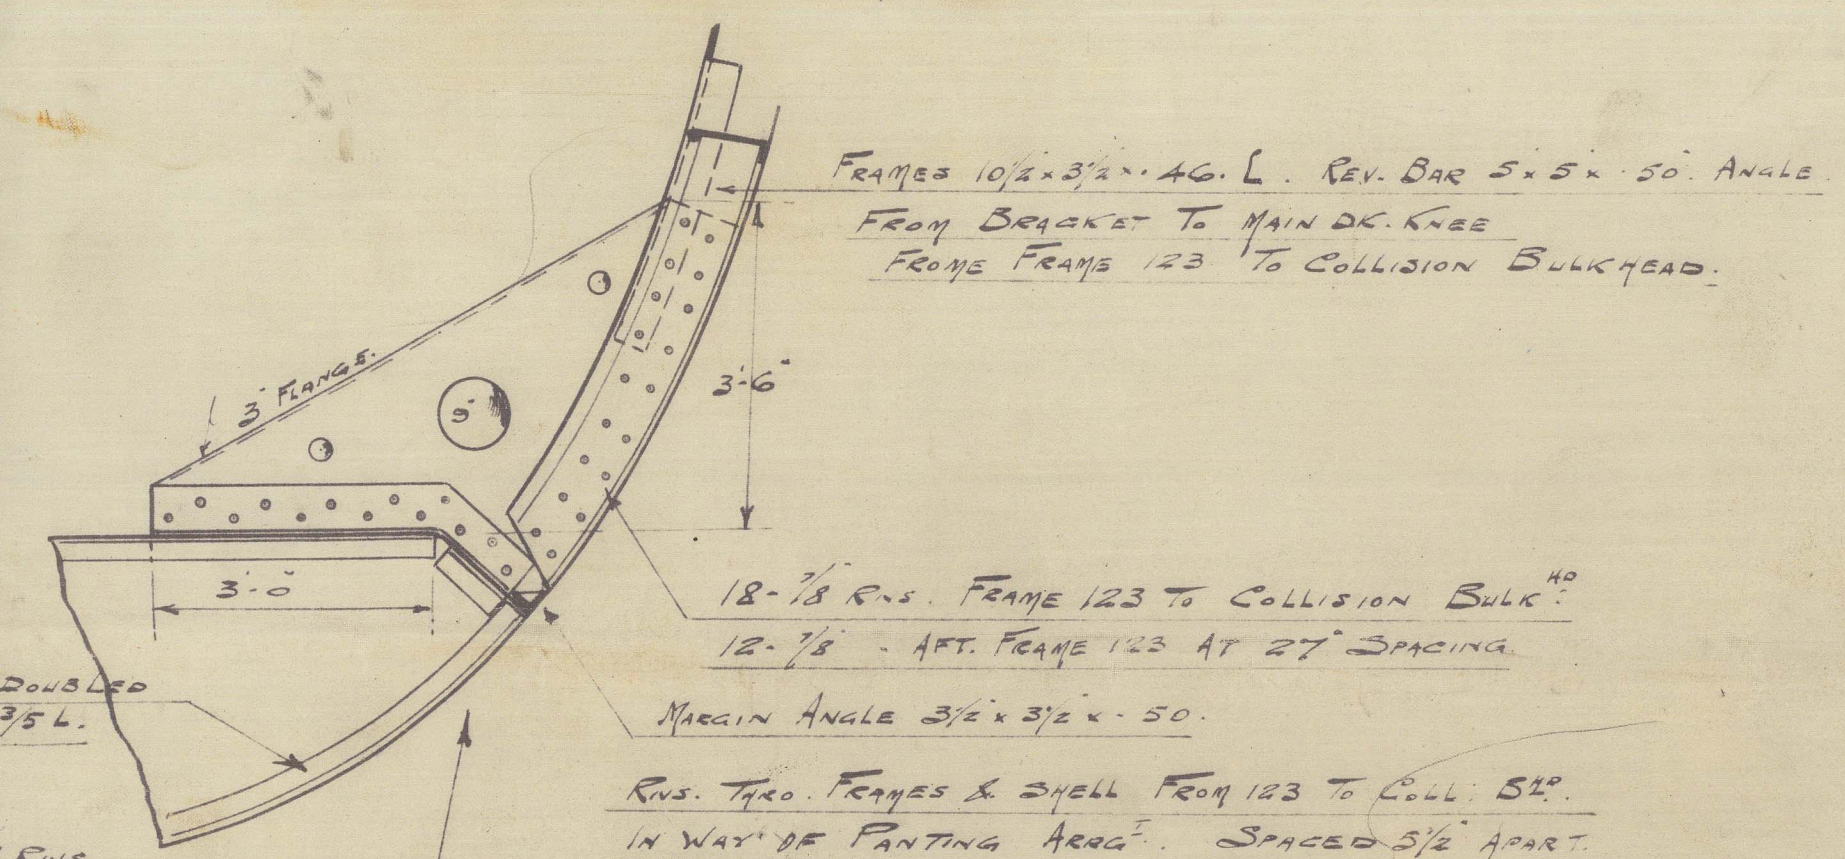 FRAMES 10½" x 3½" x .46 [. REV. BAR 5" x 5" x .50" ANGLE
FROM BRACKET TO MAIN DK. KNEE
FROME FRAME 123 TO COLLISION BULKHEAD.
3" FLANGE.
9"
3'-6"
3'-0"
18-7/8" RIVS. FRAME 123 TO COLLISION BULKHD.
12-7/8" " AFT. FRAME 123 AT 27" SPACING
DOUBLED
3/5 L.
MARGIN ANGLE 3½" x 3½" x .50.
RIVS. THRO. FRAMES & SHELL FROM 123 TO COLL. BHD.
IN WAY OF PANTING ARRGT. SPACED 5½" APART.
RIVS